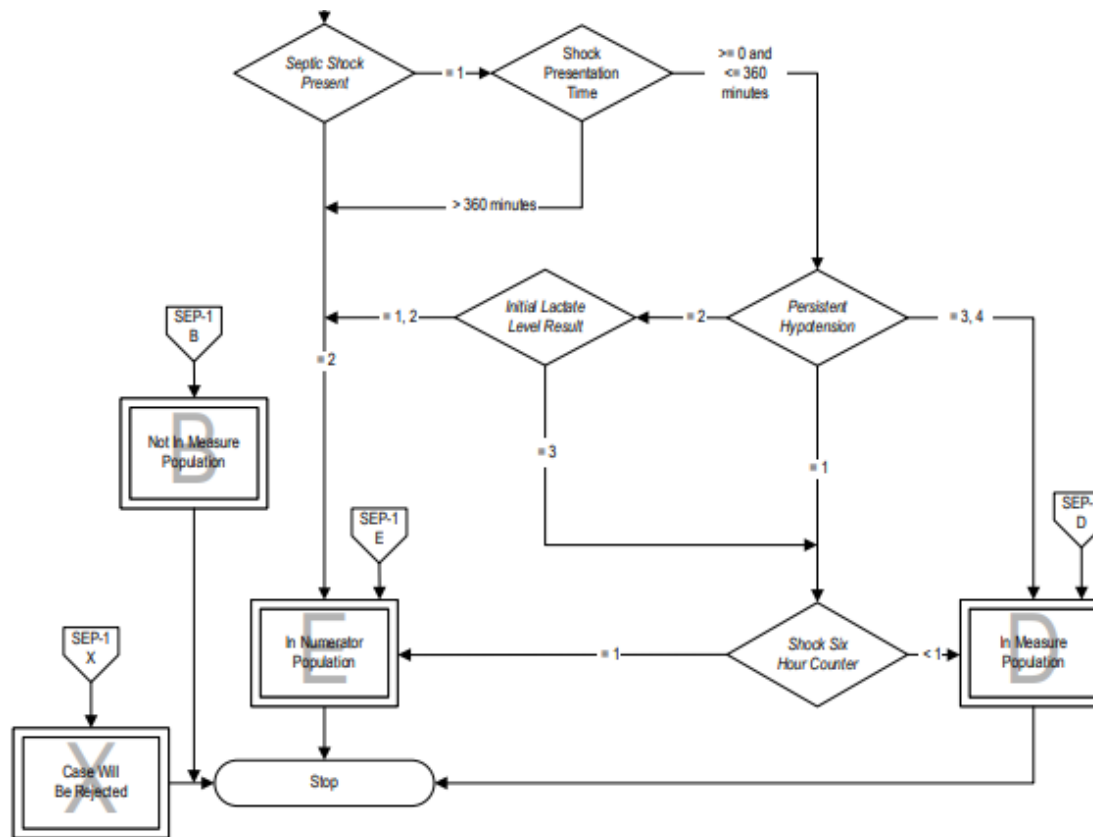 Septic Shock
Present
= 1
Shock
Presentation
Time
>= 0 and
<= 360
minutes
> 360 minutes
SEP-1
B
= 1, 2
Initial Lactate
Level Result
= 2
Persistent
Hypotension
= 3, 4
= 2
B
Not In Measure
Population
= 3
= 1
SEP-1
E
SEP-
D
SEP-1
X
E
In Numerator
Population
= 1
Shock Six
Hour Counter
< 1
D
In Measure
Population
X
Case Will
Be Rejected
Stop